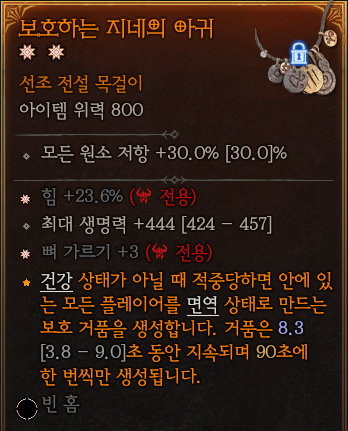 보호하는 지네의 아귀
선조 전설 목걸이
아이템 위력 800
모든 원소 저항 +30.0% [30.0]%
힘 +23.6% (전용)
최대 생명력 +444 [424 - 457]
뼈 가르기 +3 (전용)
건강 상태가 아닐 때 적중당하면 안에 있
는 모든 플레이어를 면역 상태로 만드는
보호 거품을 생성합니다. 거품은 8.3
[3.8 - 9.0]초 동안 지속되며 90초에
한 번씩만 생성됩니다.
빈 홈